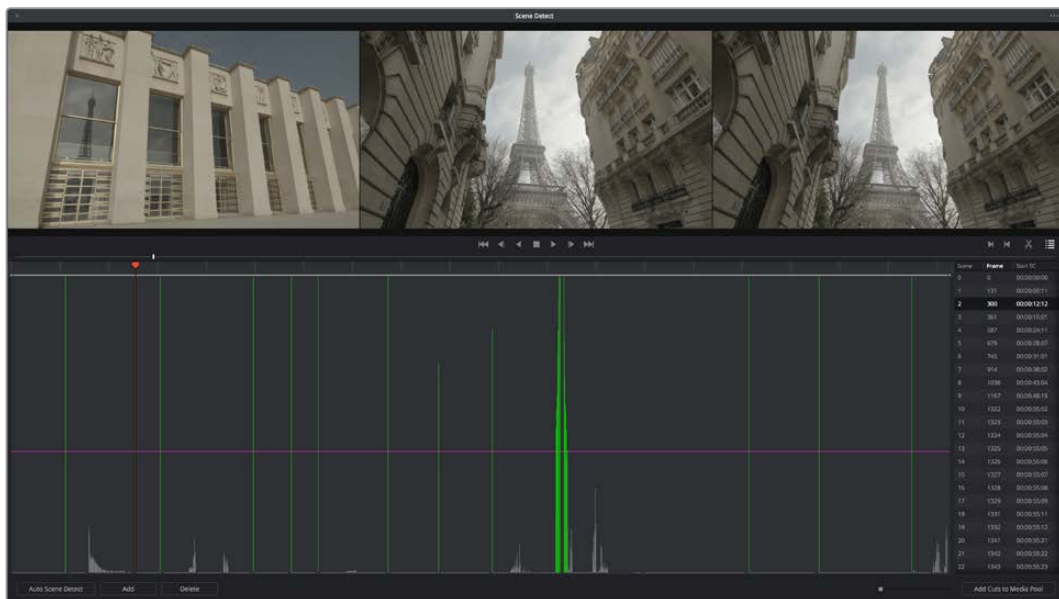 Scene Detect
Scene Frame Start TC
0 0 00:00:00:00
1 131 00:00:05:11
2 300 00:00:12:12
3 361 00:00:15:01
4 587 00:00:24:11
5 679 00:00:28:07
6 745 00:00:31:01
7 914 00:00:38:02
8 1036 00:00:43:04
9 1167 00:00:48:15
10 1322 00:00:55:02
11 1323 00:00:55:03
12 1324 00:00:55:04
13 1325 00:00:55:05
14 1326 00:00:55:06
15 1327 00:00:55:07
16 1328 00:00:55:08
17 1329 00:00:55:09
18 1331 00:00:55:11
19 1332 00:00:55:12
20 1341 00:00:55:21
21 1342 00:00:55:22
22 1343 00:00:55:23
Auto Scene Detect Add Delete Add Cuts to Media Pool